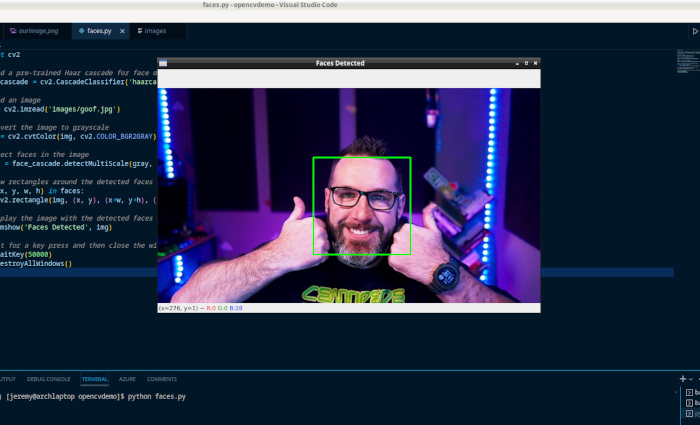 faces.py - opencvdemo - Visual Studio Code
ourimage.png
faces.py
images
t cv2
Faces Detected
d a pre-trained Haar cascade for face d
cascade = cv2.CascadeClassifier('haarca
d an image
cv2.imread('images/goof.jpg')
vert the image to grayscale
= cv2.cvtColor(img, cv2.COLOR_BGR2GRAY)
ect faces in the image
= face_cascade.detectMultiScale(gray,
w rectangles around the detected faces
x, y, w, h) in faces:
v2.rectangle(img, (x, y), (x+w, y+h), (
play the image with the detected faces
mshow('Faces Detected', img)
t for a key press and then close the wi
aitKey(50000)
estroyAllWindows()
CENTIPEDE
(x=276, y=1) ~ R:0 G:0 B:28
UTPUT
DEBUG CONSOLE
TERMINAL
AZURE
COMMENTS
[jeremy@archlaptop opencvdemo]$ python faces.py